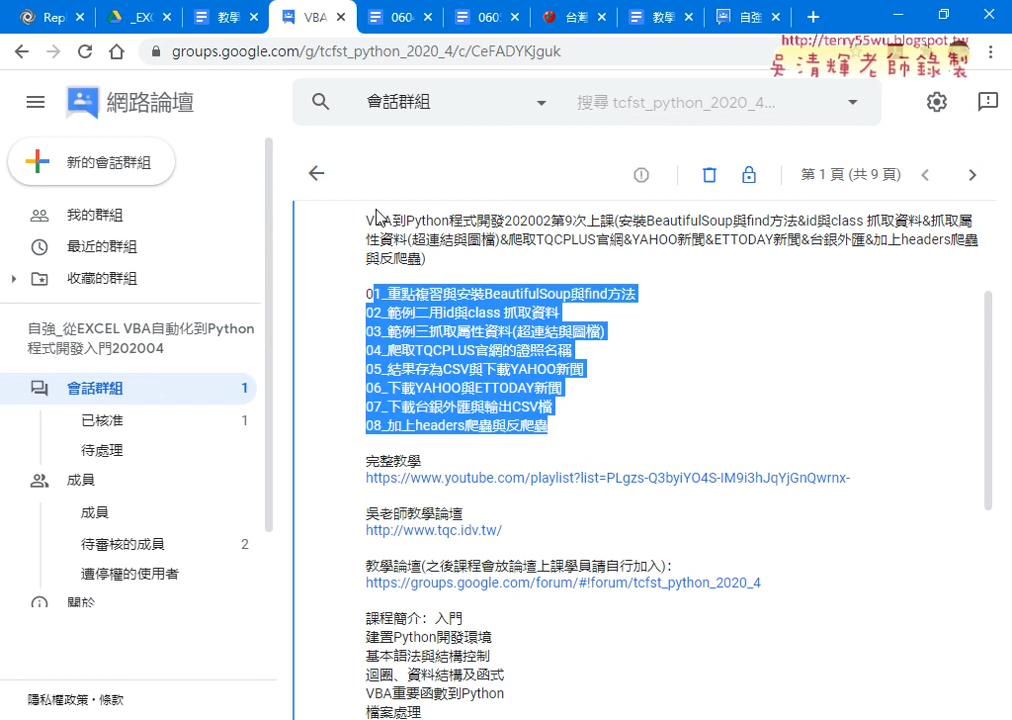 Repl
_EXC
教學
VBA
060
060
台灣
教學
自強
groups.google.com/g/tcfst_python_2020_4/c/CeFADYKjguk
http://terry55wu.blogspot.tw
吳清輝老師錄製
網路論壇
會話群組
搜尋 tcfst_python_2020_4...
新的會話群組
第 1 頁 (共 9 頁)
我的群組
最近的群組
收藏的群組
自強_從EXCEL VBA自動化到Python
程式開發入門202004
會話群組 1
已核准 1
待處理
成員
成員
待審核的成員 2
遭停權的使用者
關於
隱私權政策・條款
VBA到Python程式開發202002第9次上課(安裝BeautifulSoup與find方法&id與class 抓取資料&抓取屬
性資料(超連結與圖檔)&爬取TQCPLUS官網&YAHOO新聞&ETTODAY新聞&台銀外匯&加上headers爬蟲
與反爬蟲)
01_重點複習與安裝BeautifulSoup與find方法
02_範例二用id與class 抓取資料
03_範例三抓取屬性資料(超連結與圖檔)
04_爬取TQCPLUS官網的證照名稱
05_結果存為CSV與下載YAHOO新聞
06_下載YAHOO與ETTODAY新聞
07_下載台銀外匯與輸出CSV檔
08_加上headers爬蟲與反爬蟲
完整教學
https://www.youtube.com/playlist?list=PLgzs-Q3byiYO4S-IM9i3hJqYjGnQwrnx-
吳老師教學論壇
http://www.tqc.idv.tw/
教學論壇(之後課程會放論壇上課學員請自行加入)：
https://groups.google.com/forum/#!forum/tcfst_python_2020_4
課程簡介：入門
建置Python開發環境
基本語法與結構控制
迴圈、資料結構及函式
VBA重要函數到Python
檔案處理